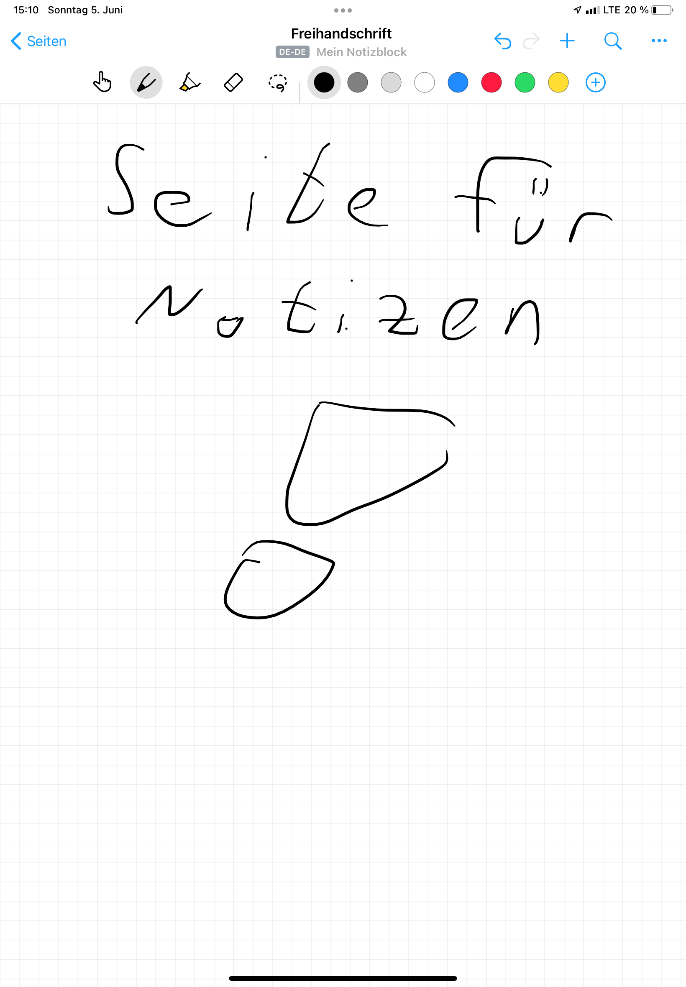 15:10 Sonntag 5. Juni LTE 20 %
Seiten
Freihandschrift
DE-DE Mein Notizblock
Seite für
Notizen